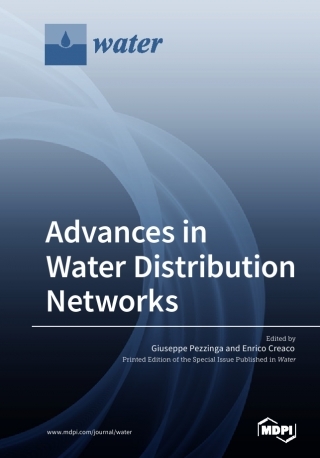 water
Advances in
Water Distribution
Networks
Edited by
Giuseppe Pezzinga and Enrico Creaco
Printed Edition of the Special Issue Published in Water
www.mdpi.com/journal/water
MDPI